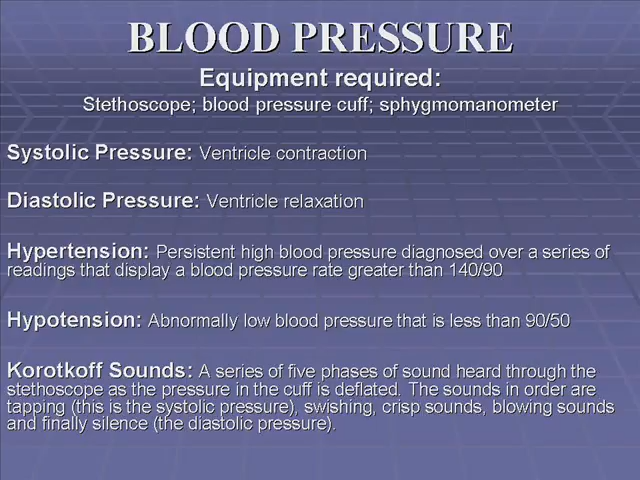 BLOOD PRESSURE
Equipment required:
Stethoscope; blood pressure cuff; sphygmomanometer
Systolic Pressure: Ventricle contraction
Diastolic Pressure: Ventricle relaxation
Hypertension: Persistent high blood pressure diagnosed over a series of
readings that display a blood pressure rate greater than 140/90
Hypotension: Abnormally low blood pressure that is less than 90/50
Korotkoff Sounds: A series of five phases of sound heard through the
stethoscope as the pressure in the cuff is deflated. The sounds in order are
tapping (this is the systolic pressure), swishing, crisp sounds, blowing sounds
and finally silence (the diastolic pressure).